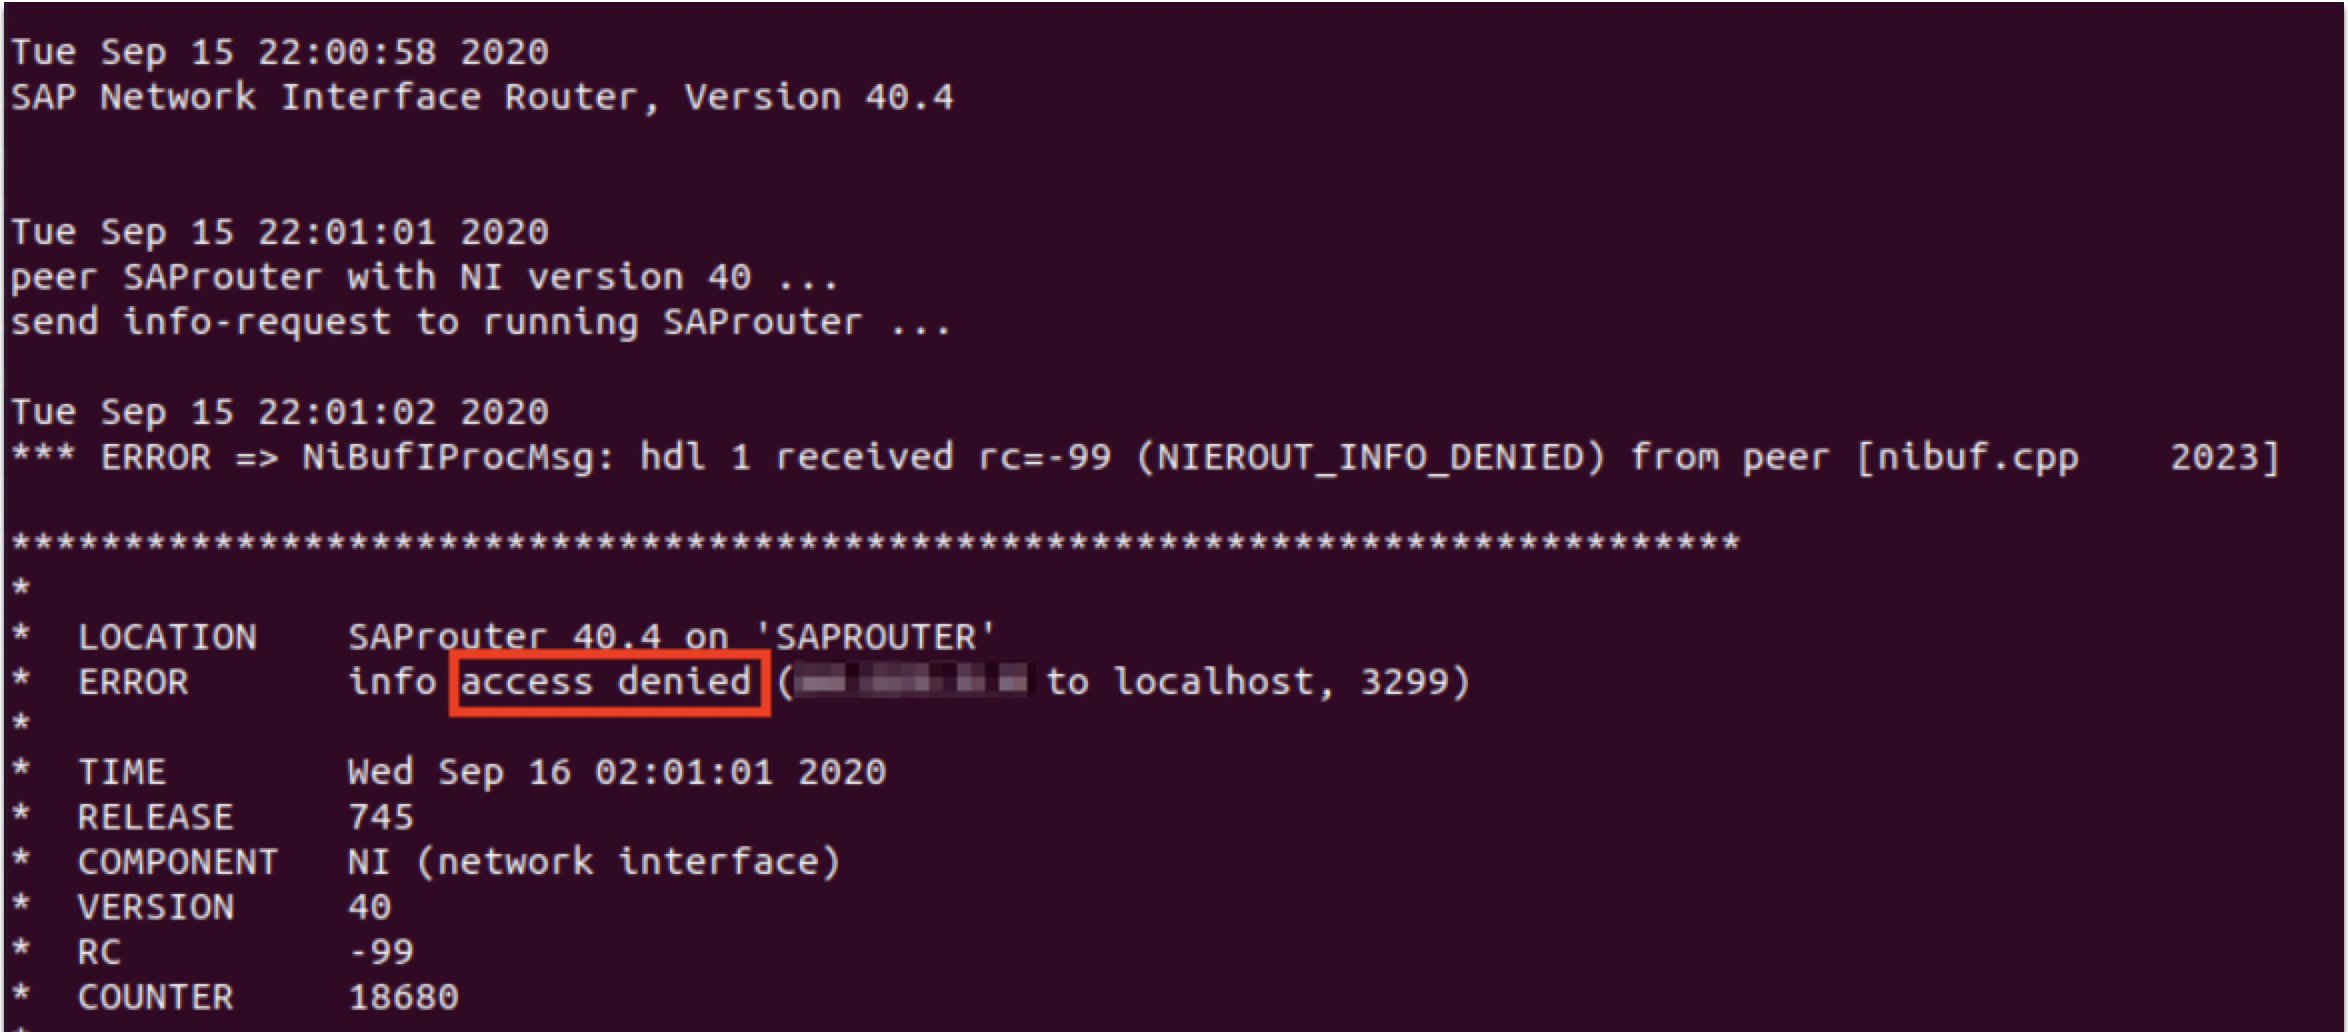 Tue Sep 15 22:00:58 2020
SAP Network Interface Router, Version 40.4
Tue Sep 15 22:01:01 2020
peer SAProuter with NI version 40 ...
send info-request to running SAProuter ...
Tue Sep 15 22:01:02 2020
*** ERROR => NiBufIProcMsg: hdl 1 received rc=-99 (NIEROUT_INFO_DENIED) from peer [nibuf.cpp    2023]
*****************************************************************************
*
*  LOCATION    SAProuter 40.4 on 'SAPROUTER'
*  ERROR       info access denied ( to localhost, 3299)
*
*  TIME        Wed Sep 16 02:01:01 2020
*  RELEASE     745
*  COMPONENT   NI (network interface)
*  VERSION     40
*  RC          -99
*  COUNTER     18680
*